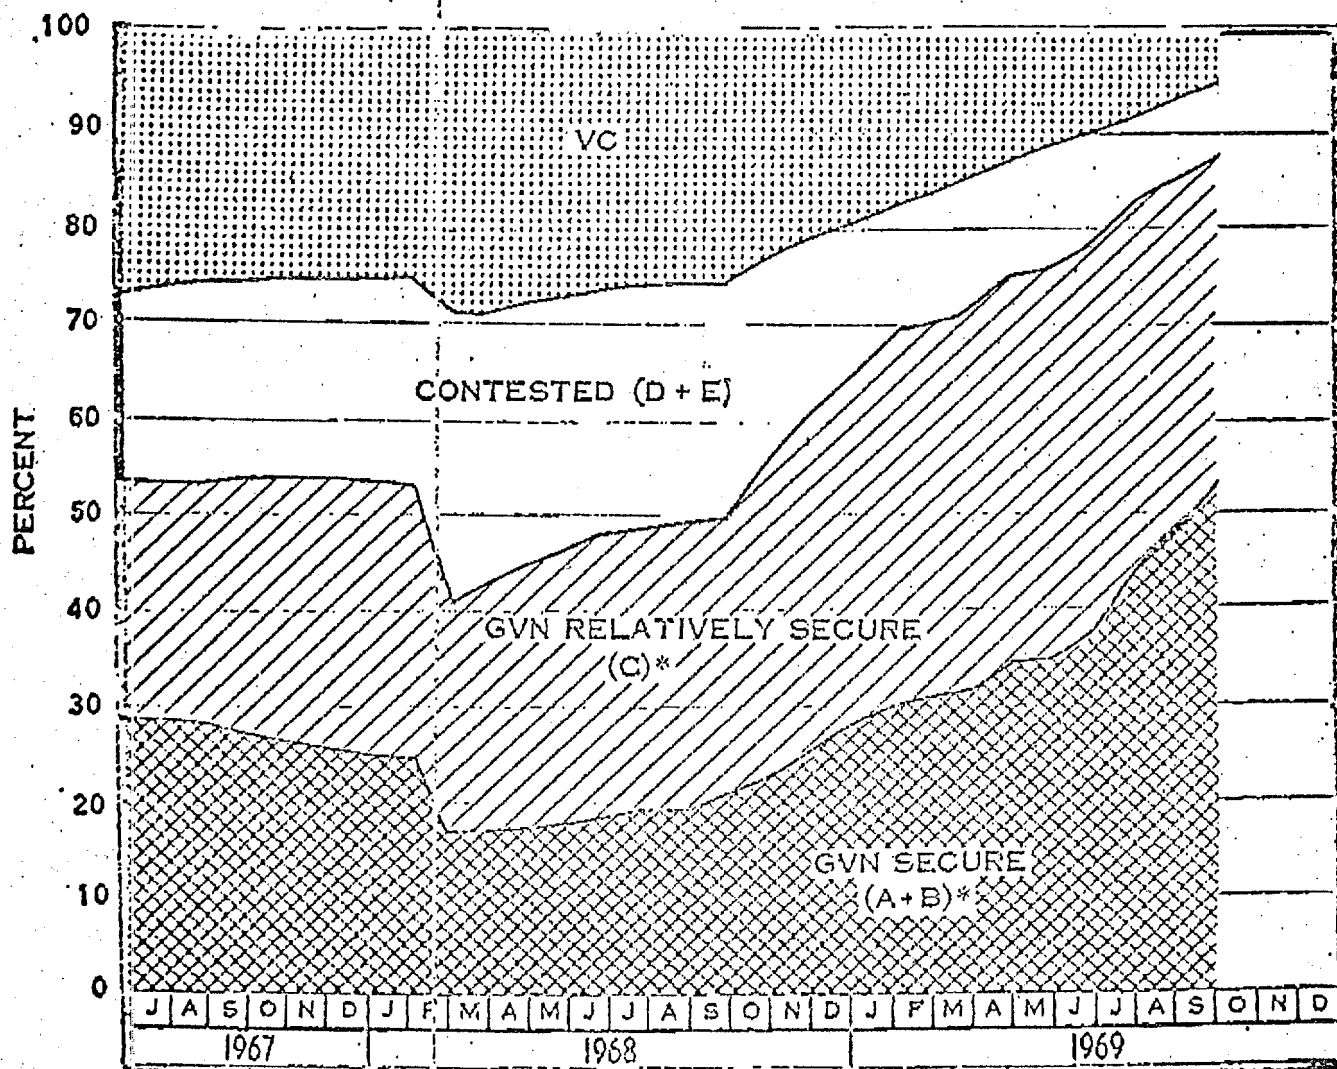 100
90
80
70
60
50
40
30
20
10
0
PERCENT
VC
CONTESTED (D + E)
GVN RELATIVELY SECURE
(C)*
GVN SECURE
(A+B)*
J A S O N D J F M A M J J A S O N D J F M A M J J A S O N D
1967 1968 1969